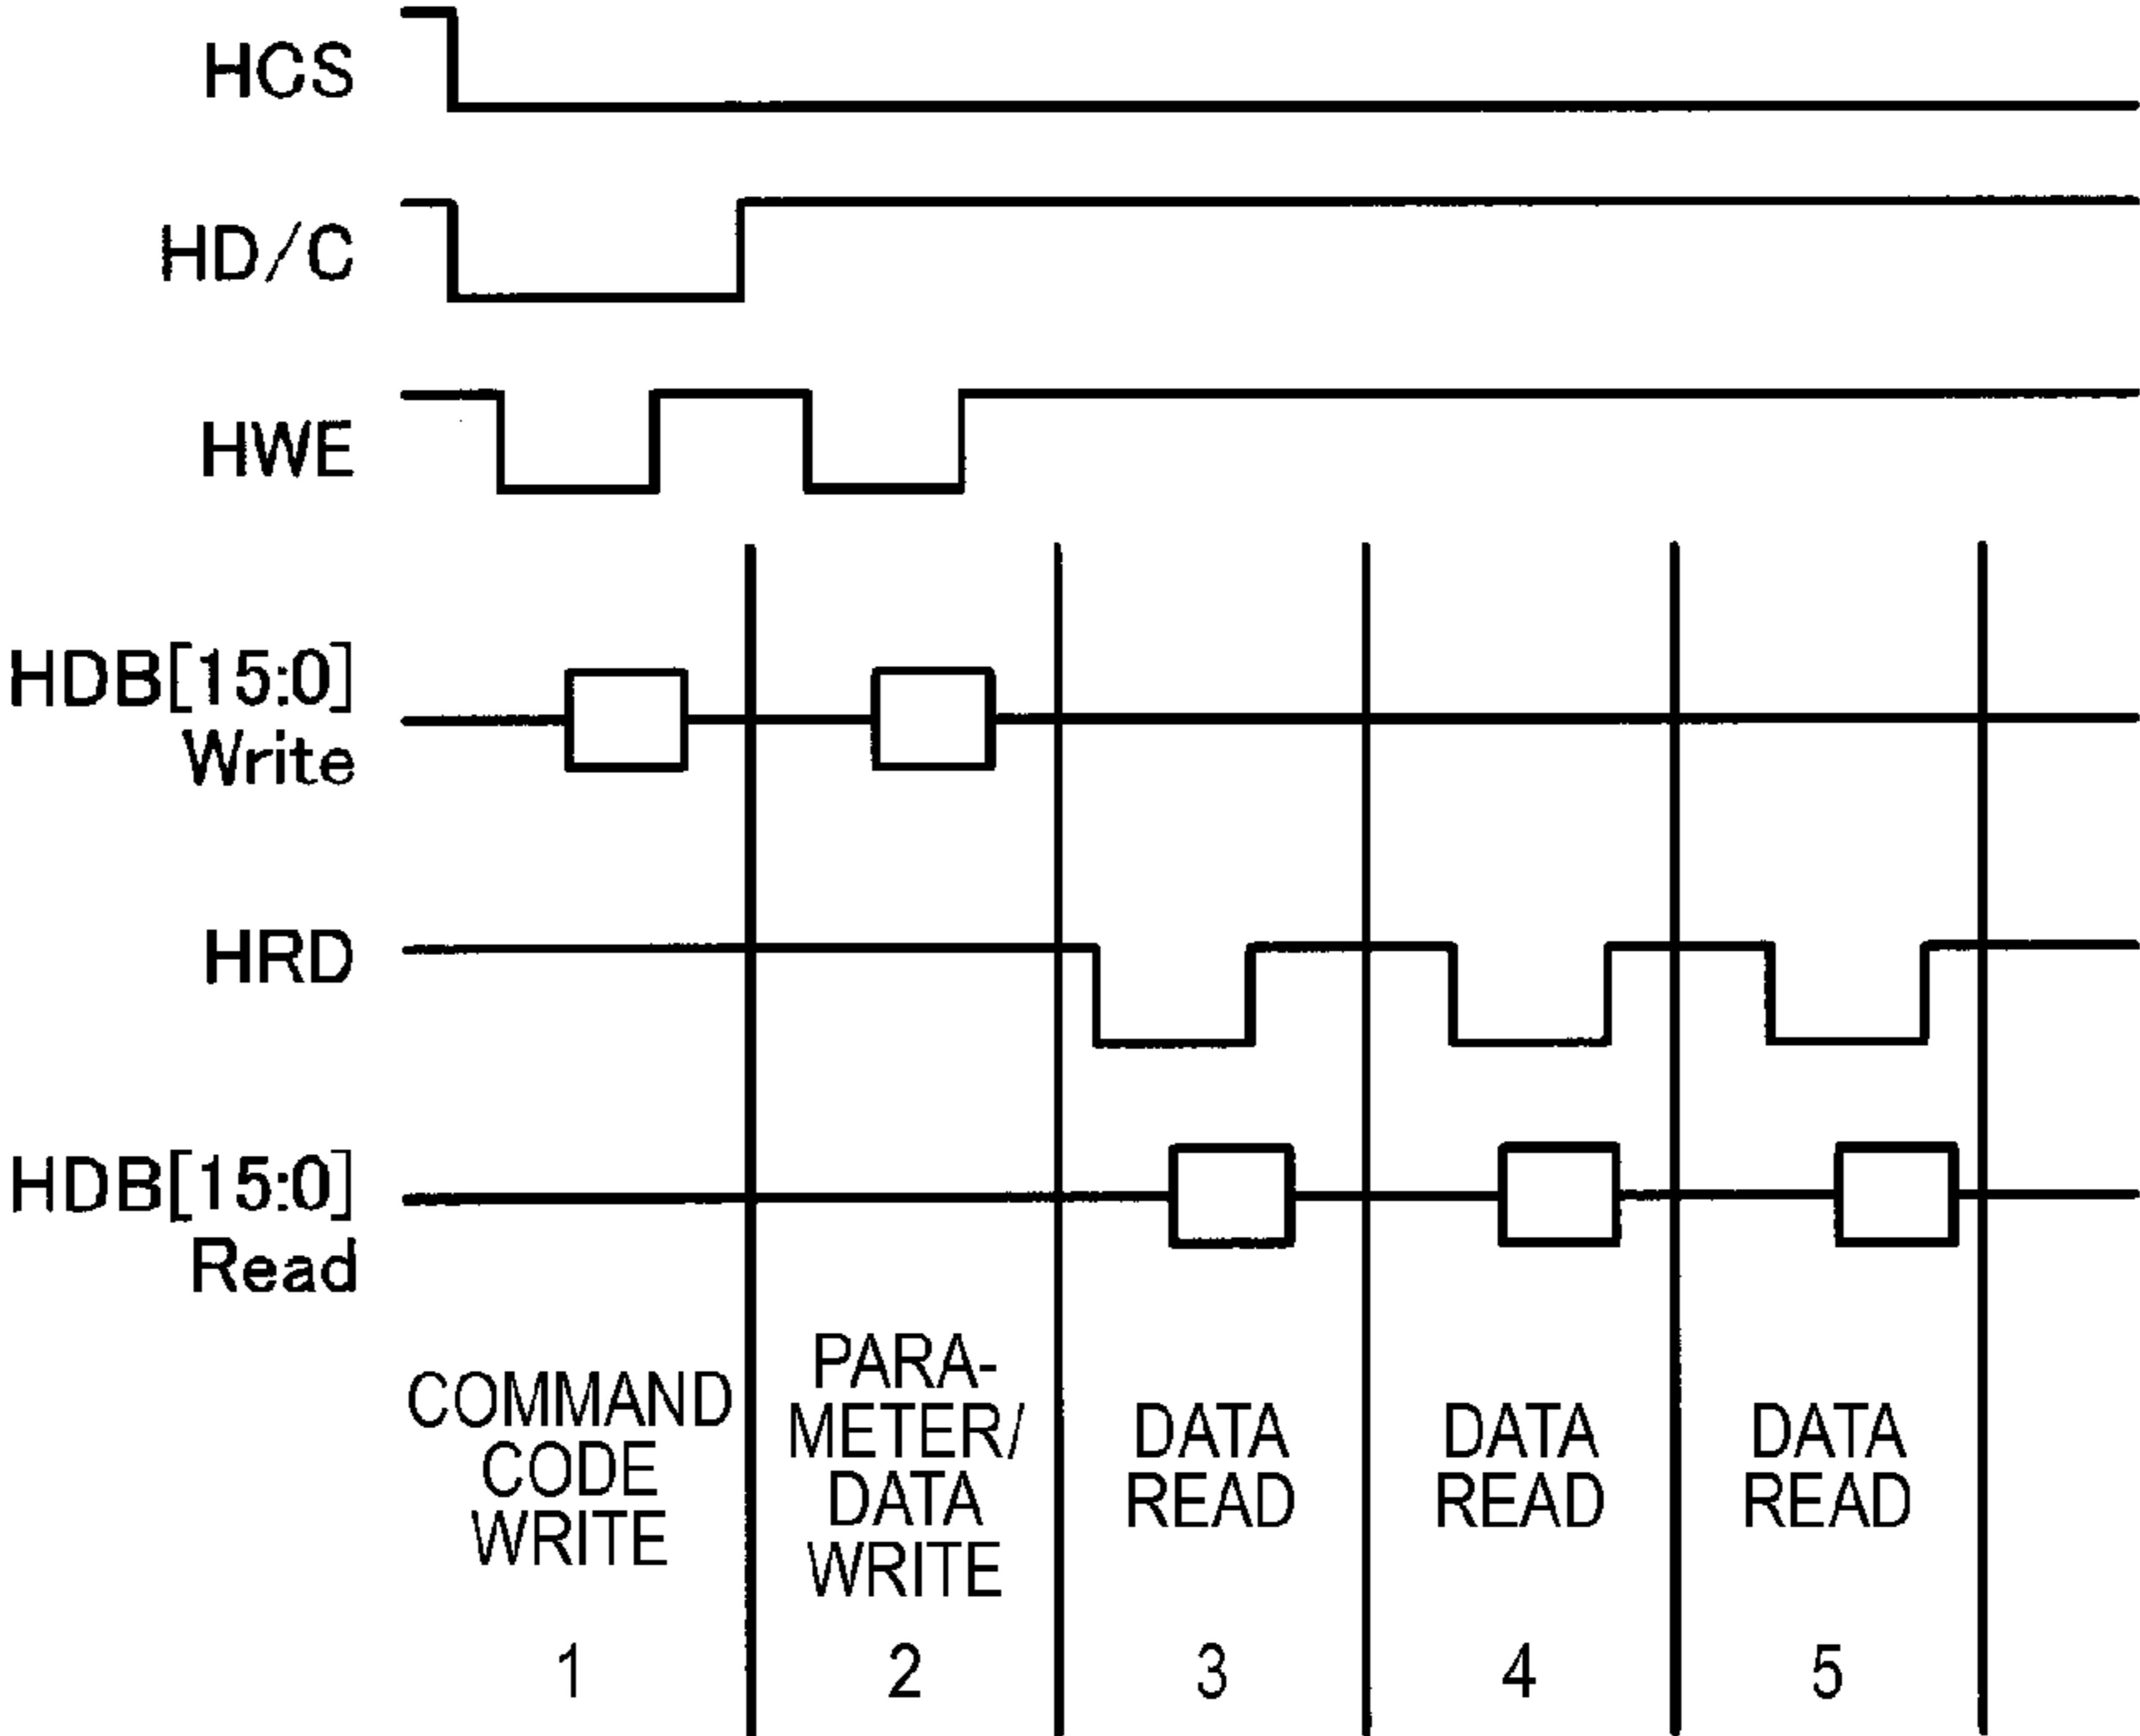 HCS
HD/C
HWE
HDB[15:0]
Write
HRD
HDB[15:0]
Read
COMMAND
CODE
WRITE
1
PARA-
METER/
DATA
WRITE
2
DATA
READ
3
DATA
READ
4
DATA
READ
5